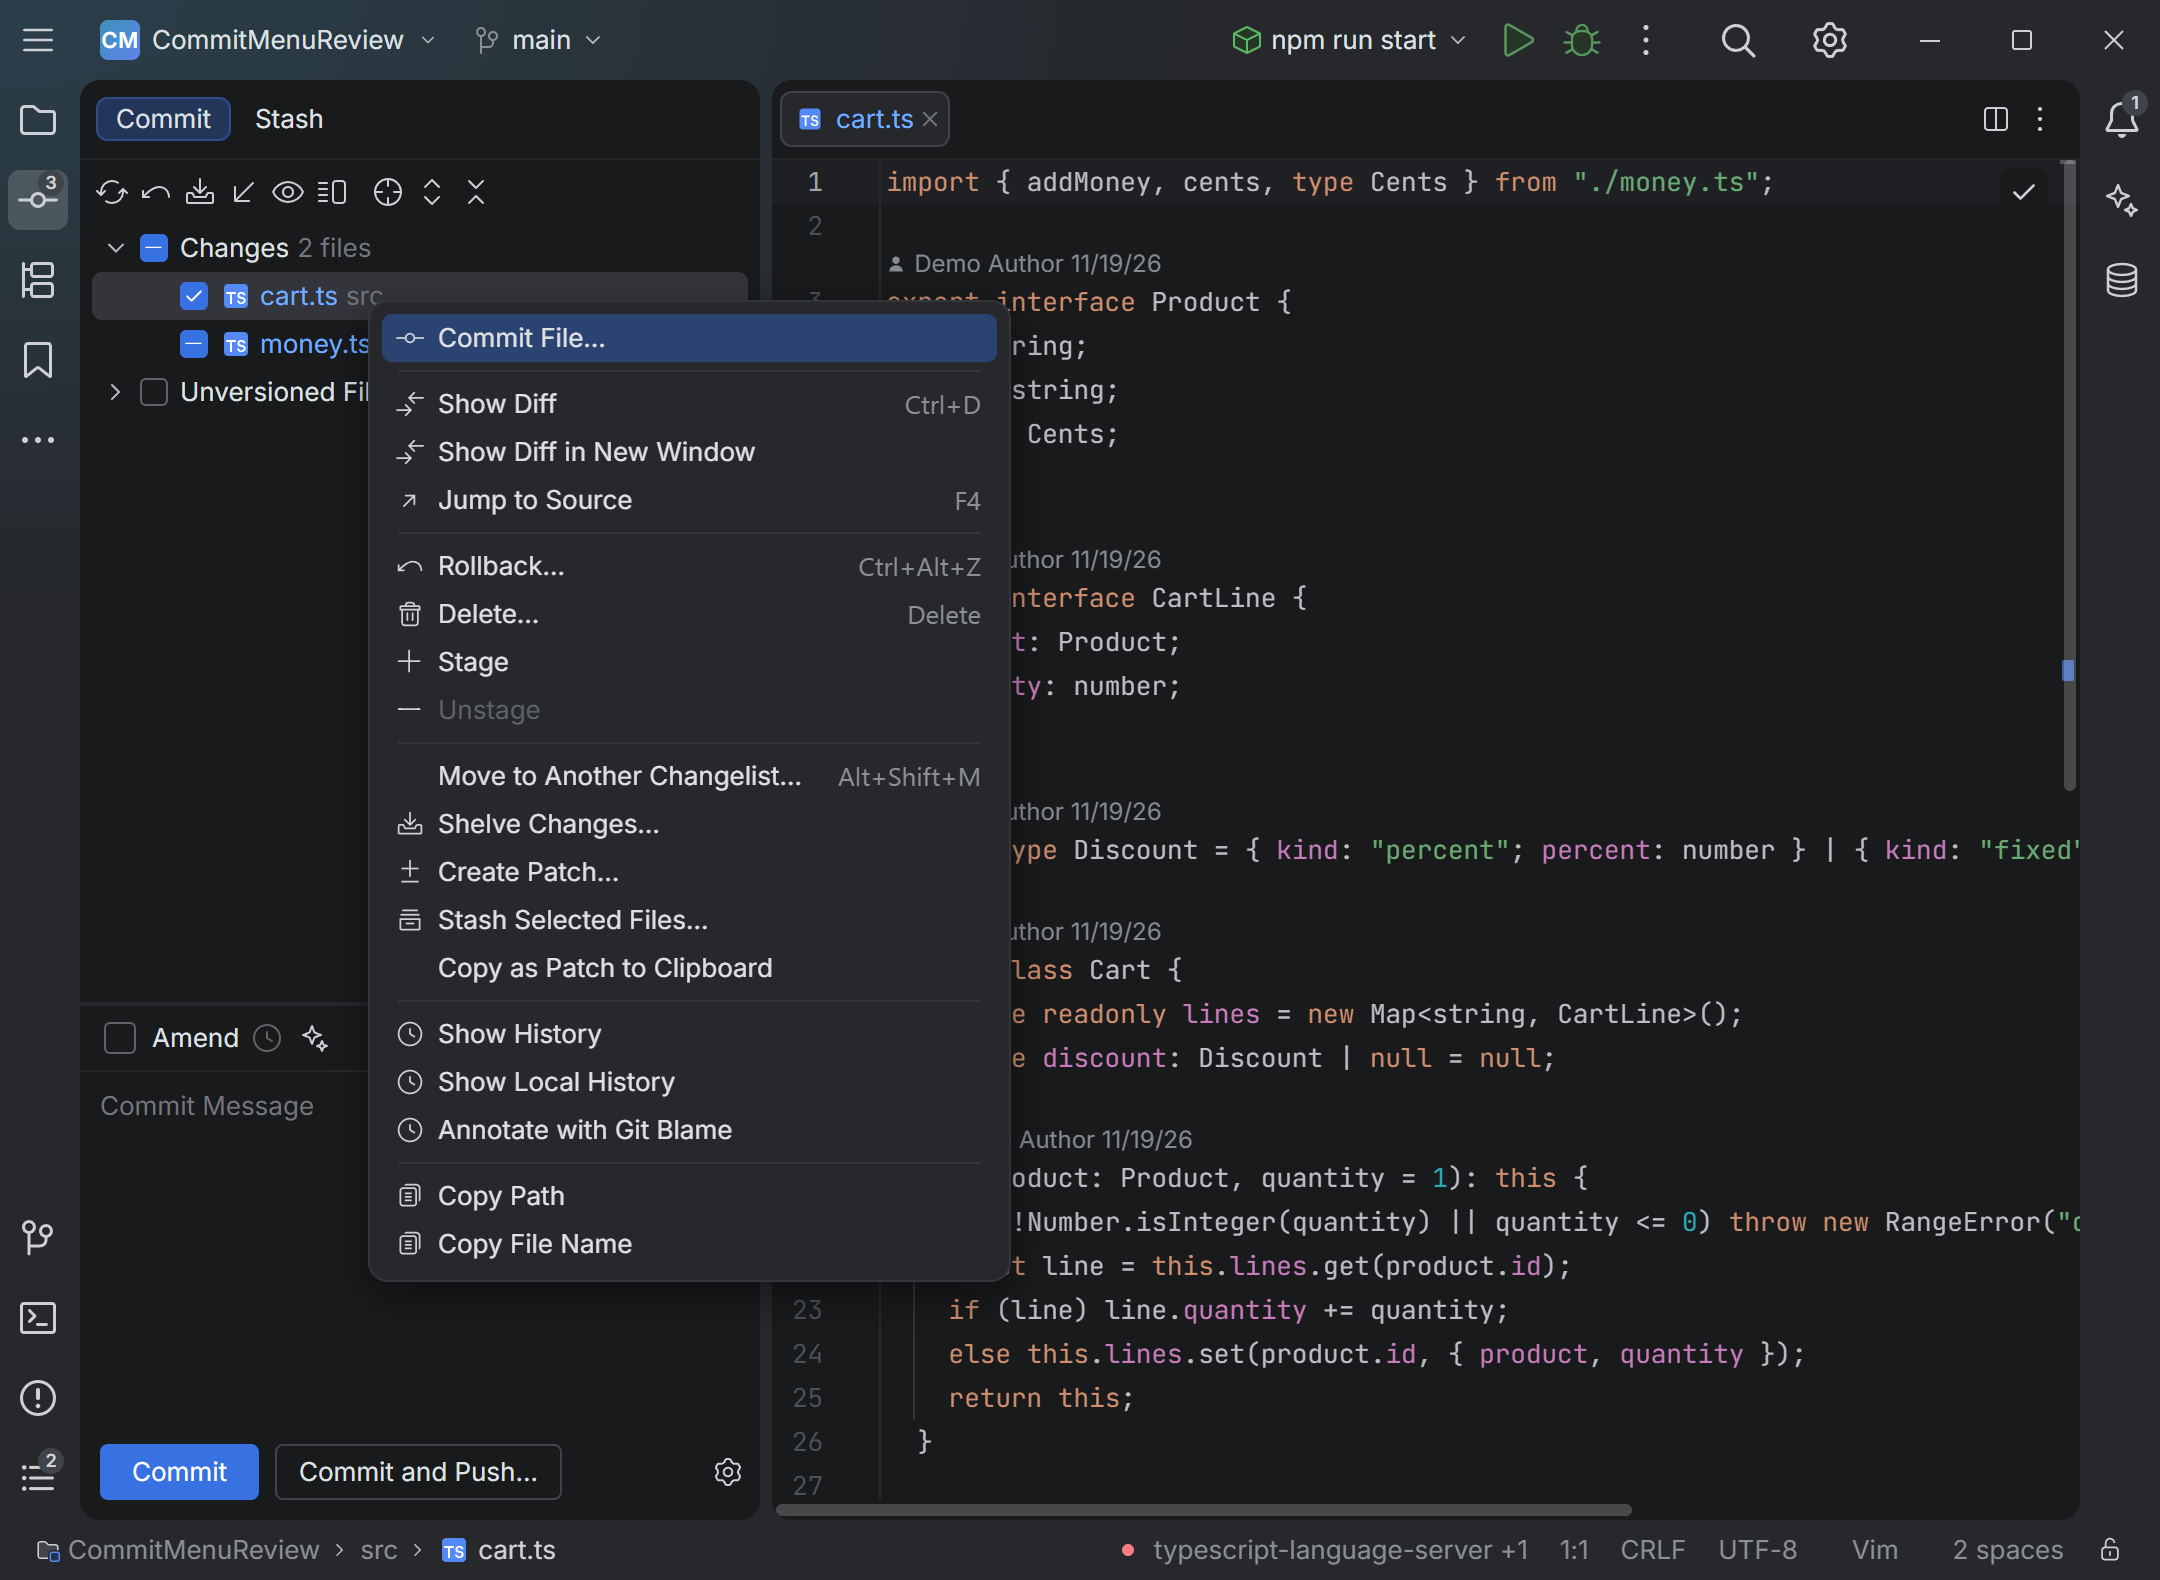 CM CommitMenuReview main npm run start
Commit Stash
cart.ts
1
3
Changes 2 files
cart.ts src
money.ts
Unversioned Fil
Commit File...
Show Diff Ctrl+D
Show Diff in New Window
Jump to Source F4
Rollback... Ctrl+Alt+Z
Delete... Delete
Stage
Unstage
Move to Another Changelist... Alt+Shift+M
Shelve Changes...
Create Patch...
Stash Selected Files...
Copy as Patch to Clipboard
Show History
Show Local History
Annotate with Git Blame
Copy Path
Copy File Name
Amend
Commit Message
2
Commit Commit and Push...
1 import { addMoney, cents, type Cents } from "./money.ts";
2
Demo Author 11/19/26
3 export interface Product {
ring;
string;
Cents;
uthor 11/19/26
nterface CartLine {
t: Product;
ty: number;
uthor 11/19/26
ype Discount = { kind: "percent"; percent: number } | { kind: "fixed"
uthor 11/19/26
lass Cart {
e readonly lines = new Map<string, CartLine>();
e discount: Discount | null = null;
Author 11/19/26
oduct: Product, quantity = 1): this {
!Number.isInteger(quantity) || quantity <= 0) throw new RangeError("
t line = this.lines.get(product.id);
23 if (line) line.quantity += quantity;
24 else this.lines.set(product.id, { product, quantity });
25 return this;
26 }
27
CommitMenuReview > src > TS cart.ts typescript-language-server +1 1:1 CRLF UTF-8 Vim 2 spaces